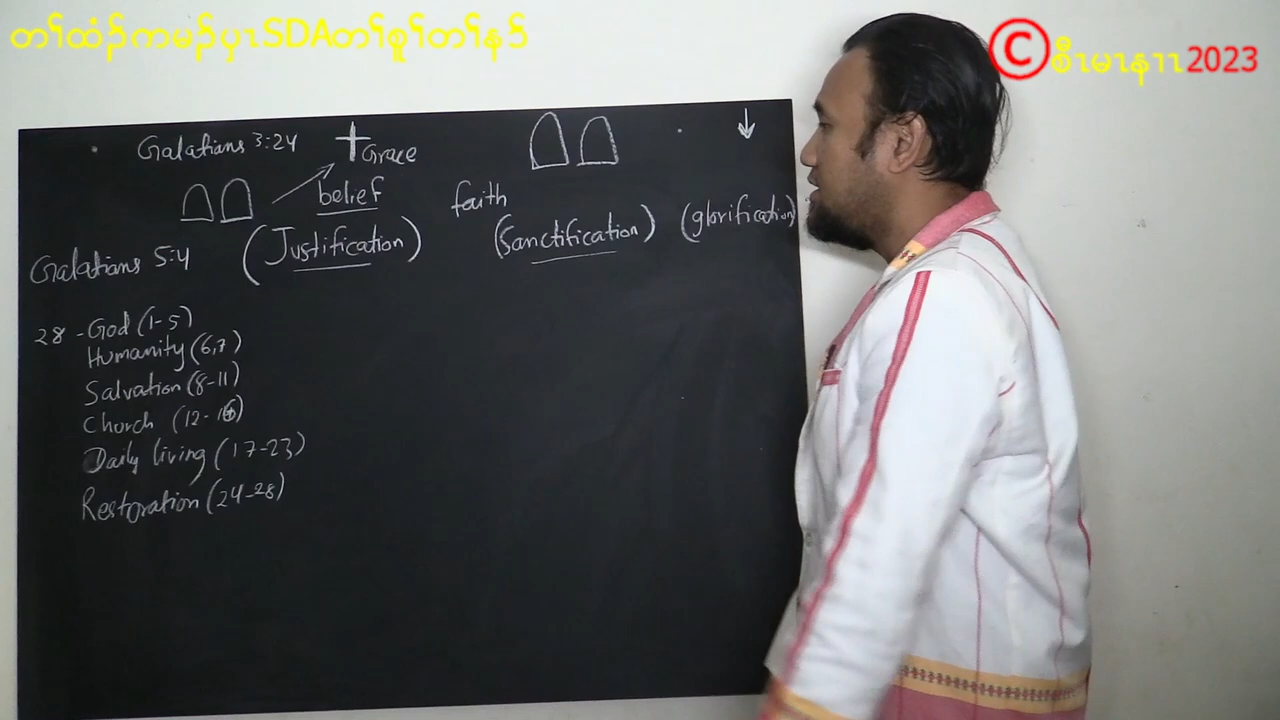 တၢ်ထံၣ်ကမၣ်ပှၤSDAတၢ်စူၢ်တၢ်နာ်
©စီၤမၤနၤ2023
Galatians 3:24
Grace
belief
faith
Galatians 5:4
(Justification)
(Sanctification)
(glorification)
28 - God (1-5)
Humanity (6,7)
Salvation (8-11)
Church (12-16)
Daily living (17-23)
Restoration (24-28)